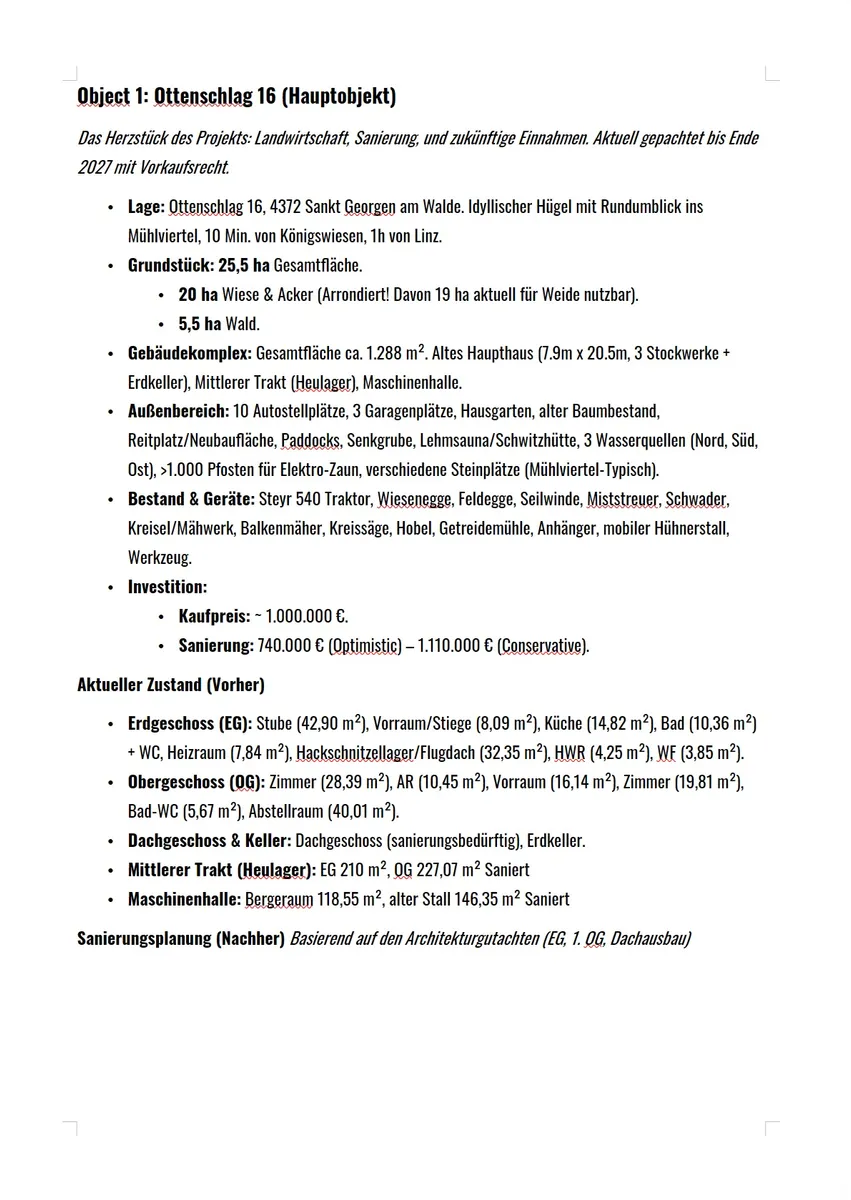 Object 1: Ottenschlag 16 (Hauptobjekt)
Das Herzstück des Projekts: Landwirtschaft, Sanierung, und zukünftige Einnahmen. Aktuell gepachtet bis Ende
2027 mit Vorkaufsrecht.
• Lage: Ottenschlag 16, 4372 Sankt Georgen am Walde. Idyllischer Hügel mit Rundumblick ins
Mühlviertel, 10 Min. von Königswiesen, 1h von Linz.
• Grundstück: 25,5 ha Gesamtfläche.
• 20 ha Wiese & Acker (Arrondiert! Davon 19 ha aktuell für Weide nutzbar).
• 5,5 ha Wald.
• Gebäudekomplex: Gesamtfläche ca. 1.288 m². Altes Haupthaus (7.9m x 20.5m, 3 Stockwerke +
Erdkeller), Mittlerer Trakt (Heulager), Maschinenhalle.
• Außenbereich: 10 Autostellplätze, 3 Garagenplätze, Hausgarten, alter Baumbestand,
Reitplatz/Neubaufläche, Paddocks, Senkgrube, Lehmsauna/Schwitzhütte, 3 Wasserquellen (Nord, Süd,
Ost), >1.000 Pfosten für Elektro-Zaun, verschiedene Steinplätze (Mühlviertel-Typisch).
• Bestand & Geräte: Steyr 540 Traktor, Wiesenegge, Feldegge, Seilwinde, Miststreuer, Schwader,
Kreisel/Mähwerk, Balkenmäher, Kreissäge, Hobel, Getreidemühle, Anhänger, mobiler Hühnerstall,
Werkzeug.
• Investition:
• Kaufpreis: ~ 1.000.000 €.
• Sanierung: 740.000 € (Optimistic) – 1.110.000 € (Conservative).
Aktueller Zustand (Vorher)
• Erdgeschoss (EG): Stube (42,90 m²), Vorraum/Stiege (8,09 m²), Küche (14,82 m²), Bad (10,36 m²)
+ WC, Heizraum (7,84 m²), Hackschnitzellager/Flugdach (32,35 m²), HWR (4,25 m²), WF (3,85 m²).
• Obergeschoss (OG): Zimmer (28,39 m²), AR (10,45 m²), Vorraum (16,14 m²), Zimmer (19,81 m²),
Bad-WC (5,67 m²), Abstellraum (40,01 m²).
• Dachgeschoss & Keller: Dachgeschoss (sanierungsbedürftig), Erdkeller.
• Mittlerer Trakt (Heulager): EG 210 m², OG 227,07 m² Saniert
• Maschinenhalle: Bergeraum 118,55 m², alter Stall 146,35 m² Saniert
Sanierungsplanung (Nachher) Basierend auf den Architekturgutachten (EG, 1. OG, Dachausbau)